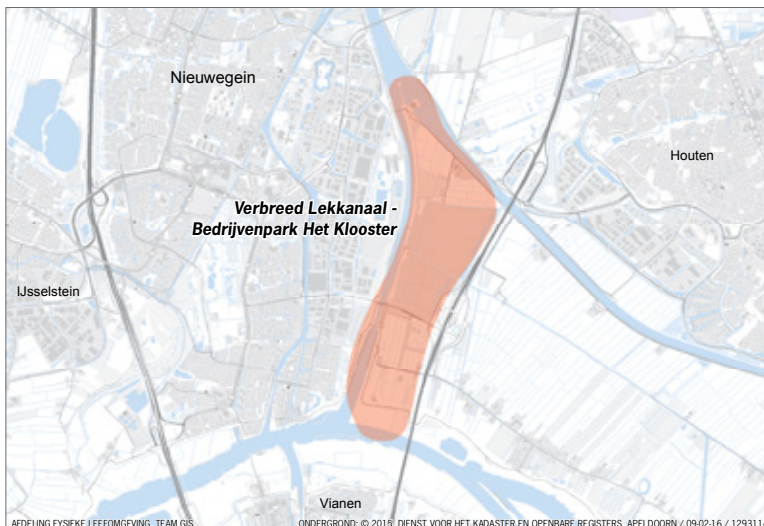 Nieuwegein
Houten
Verbreed Lekkanaal -
Bedrijvenpark Het Klooster
IJsselstein
Vianen
AFDELING FYSIEKE LEEFOMGEVING, TEAM GIS
ONDERGROND: © 2015, DIENST VOOR HET KADASTER EN OPENBARE REGISTERS, APELDOORN / 09-02-16 / 129311